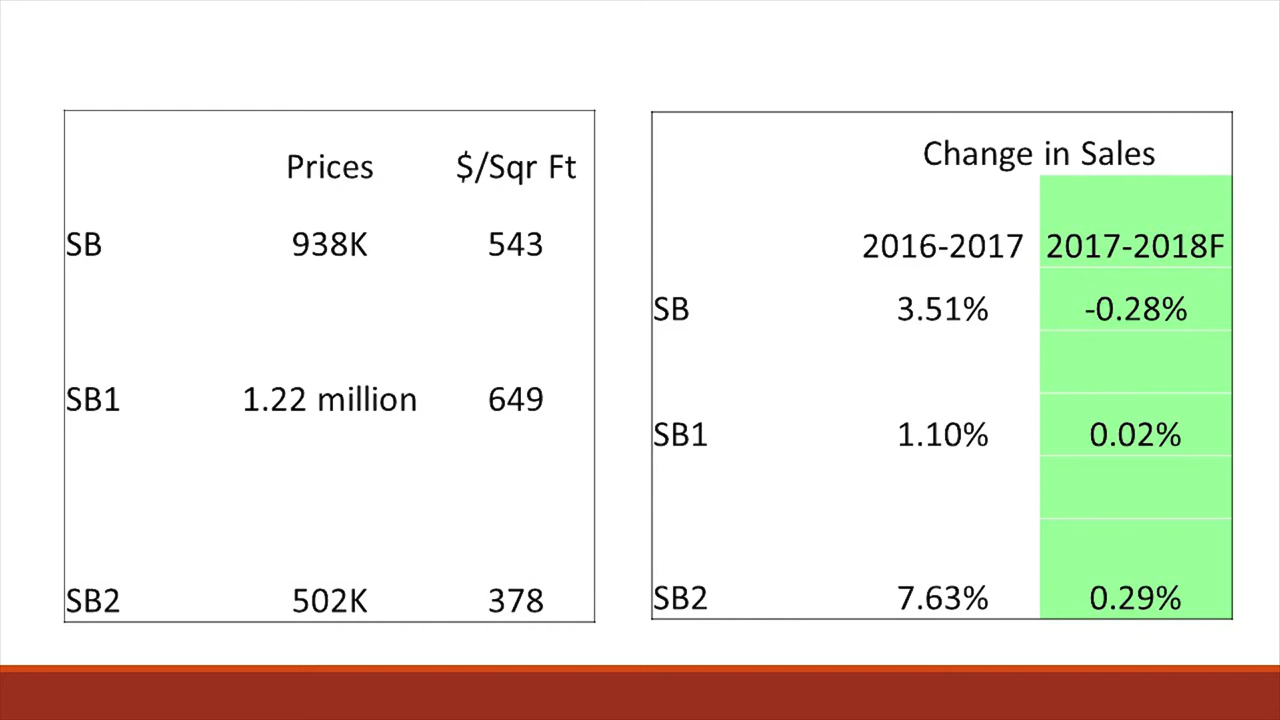 Prices $/Sqr Ft
SB 938K 543
SB1 1.22 million 649
SB2 502K 378
Change in Sales
2016-2017 2017-2018F
SB 3.51% -0.28%
SB1 1.10% 0.02%
SB2 7.63% 0.29%